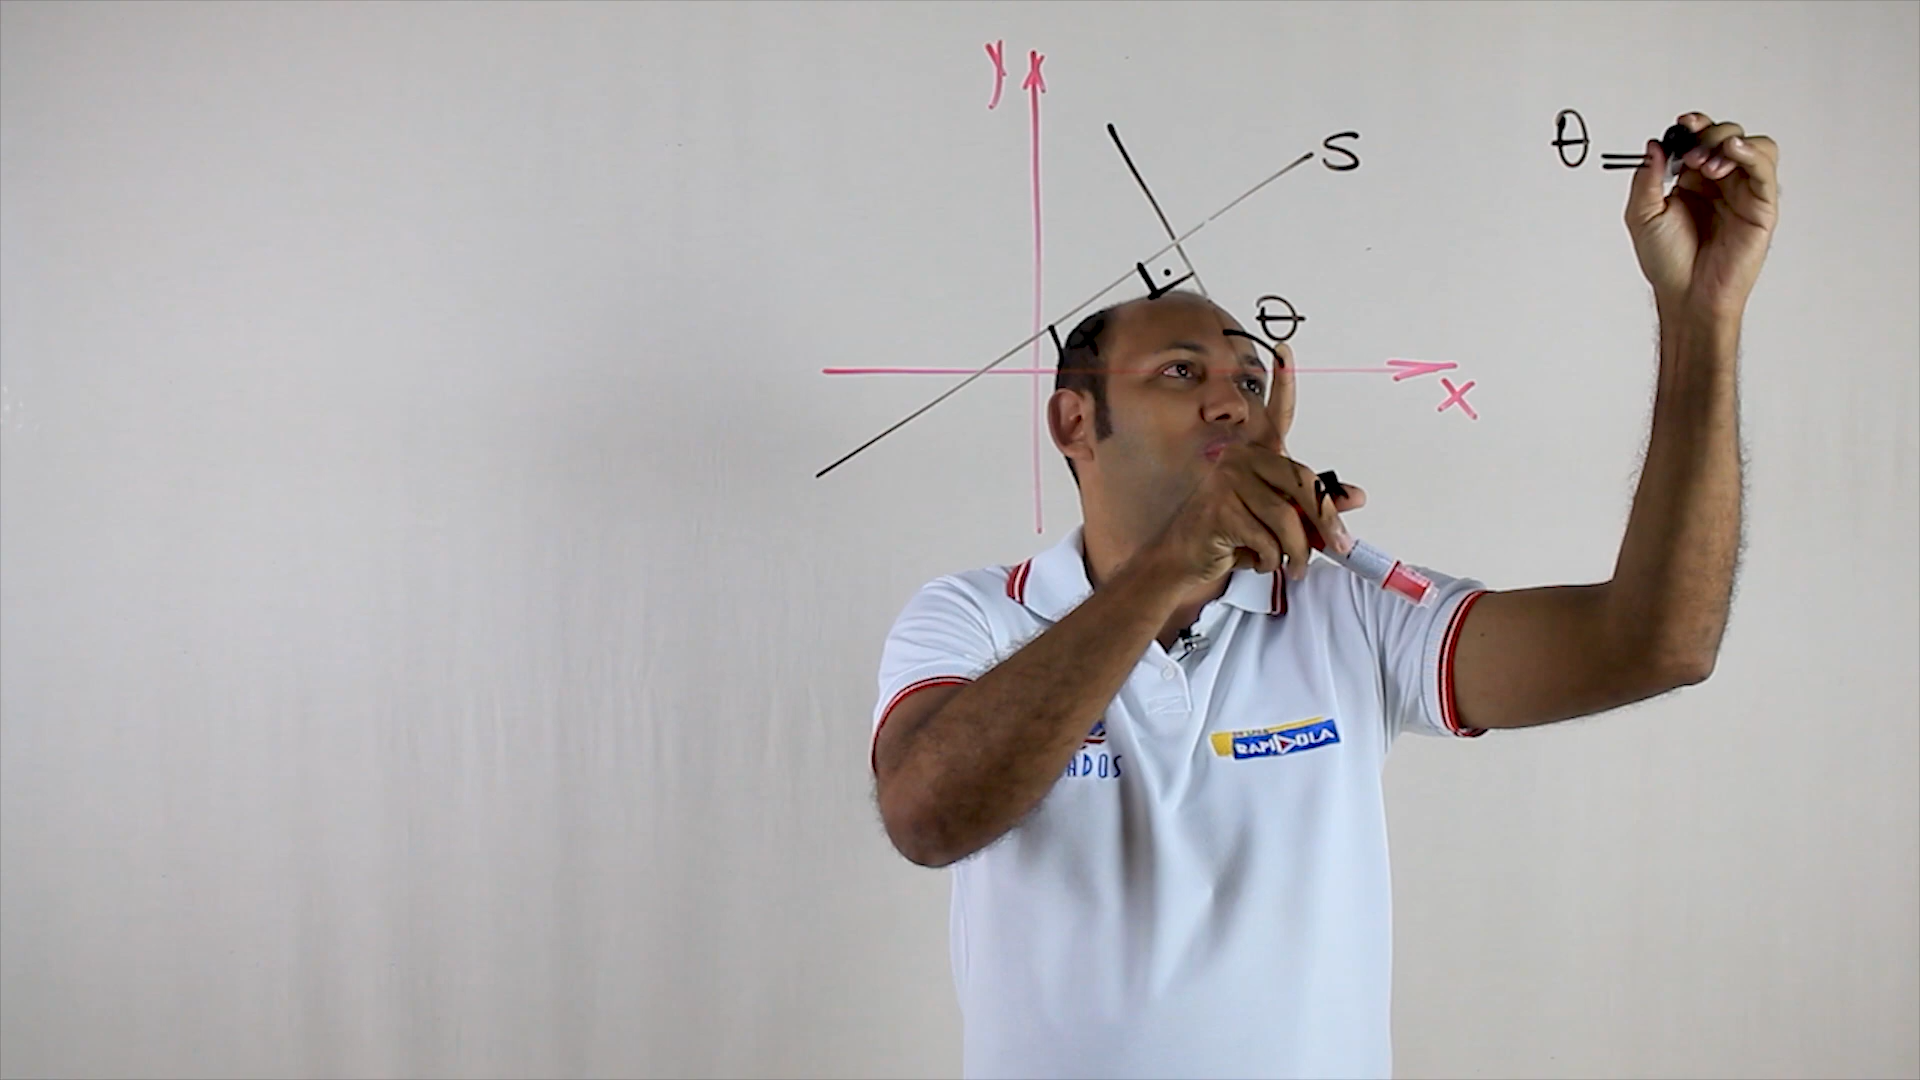 y
S
θ =
θ
α
x
RAPIDOLA
ADOS